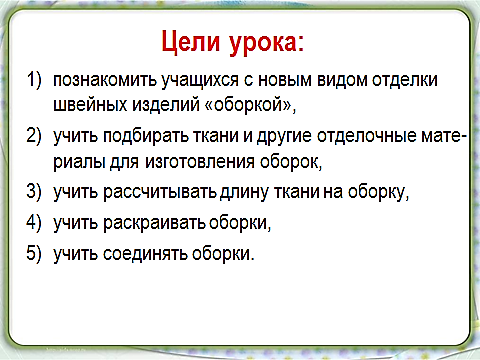 Цели урока:
1) познакомить учащихся с новым видом отделки
швейных изделий «оборкой»,
2) учить подбирать ткани и другие отделочные мате-
риалы для изготовления оборок,
3) учить рассчитывать длину ткани на оборку,
4) учить раскраивать оборки,
5) учить соединять оборки.